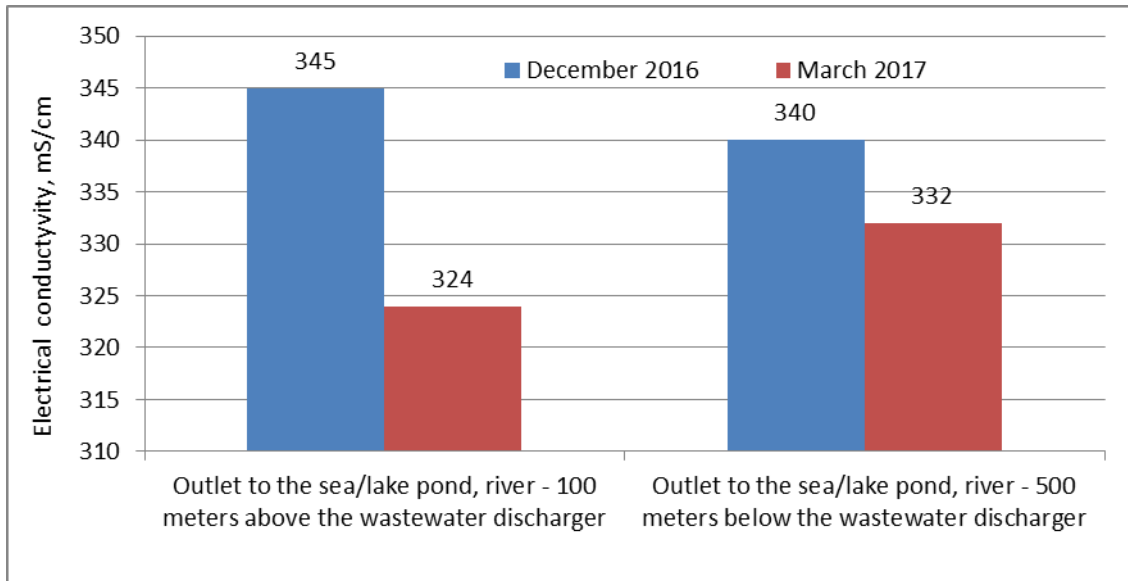 Electrical conductyvity, mS/cm
350
345
340
335
330
325
320
315
310
December 2016
March 2017
345
324
340
332
Outlet to the sea/lake pond, river - 100
meters above the wastewater discharger
Outlet to the sea/lake pond, river - 500
meters below the wastewater discharger